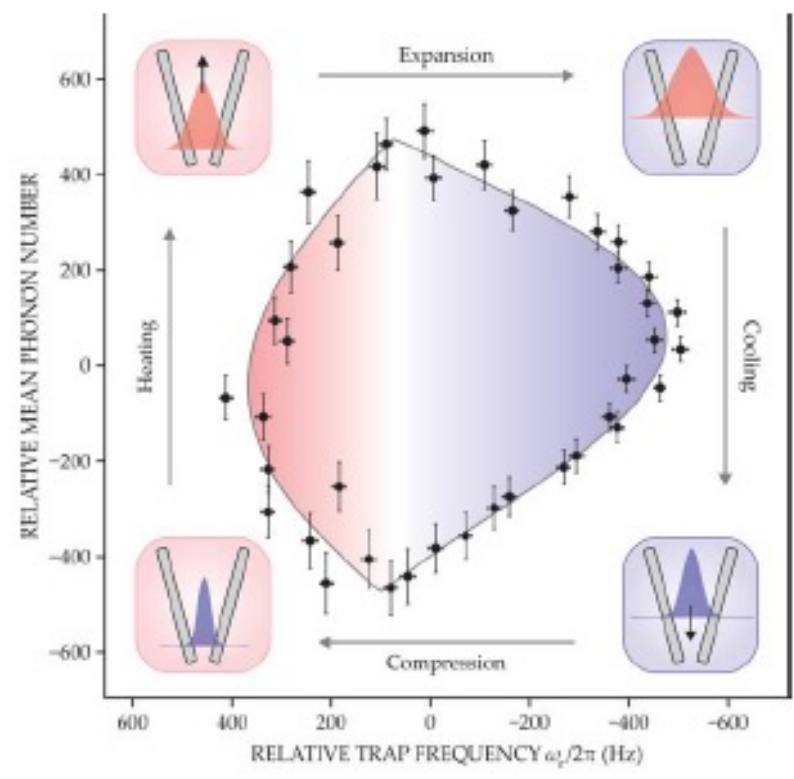 Expansion
600
400
200
0
−200
−400
−600
RELATIVE MEAN PHONON NUMBER
Heating
Cooling
Compression
600 400 200 0 −200 −400 −600
RELATIVE TRAP FREQUENCY ωr/2π (Hz)